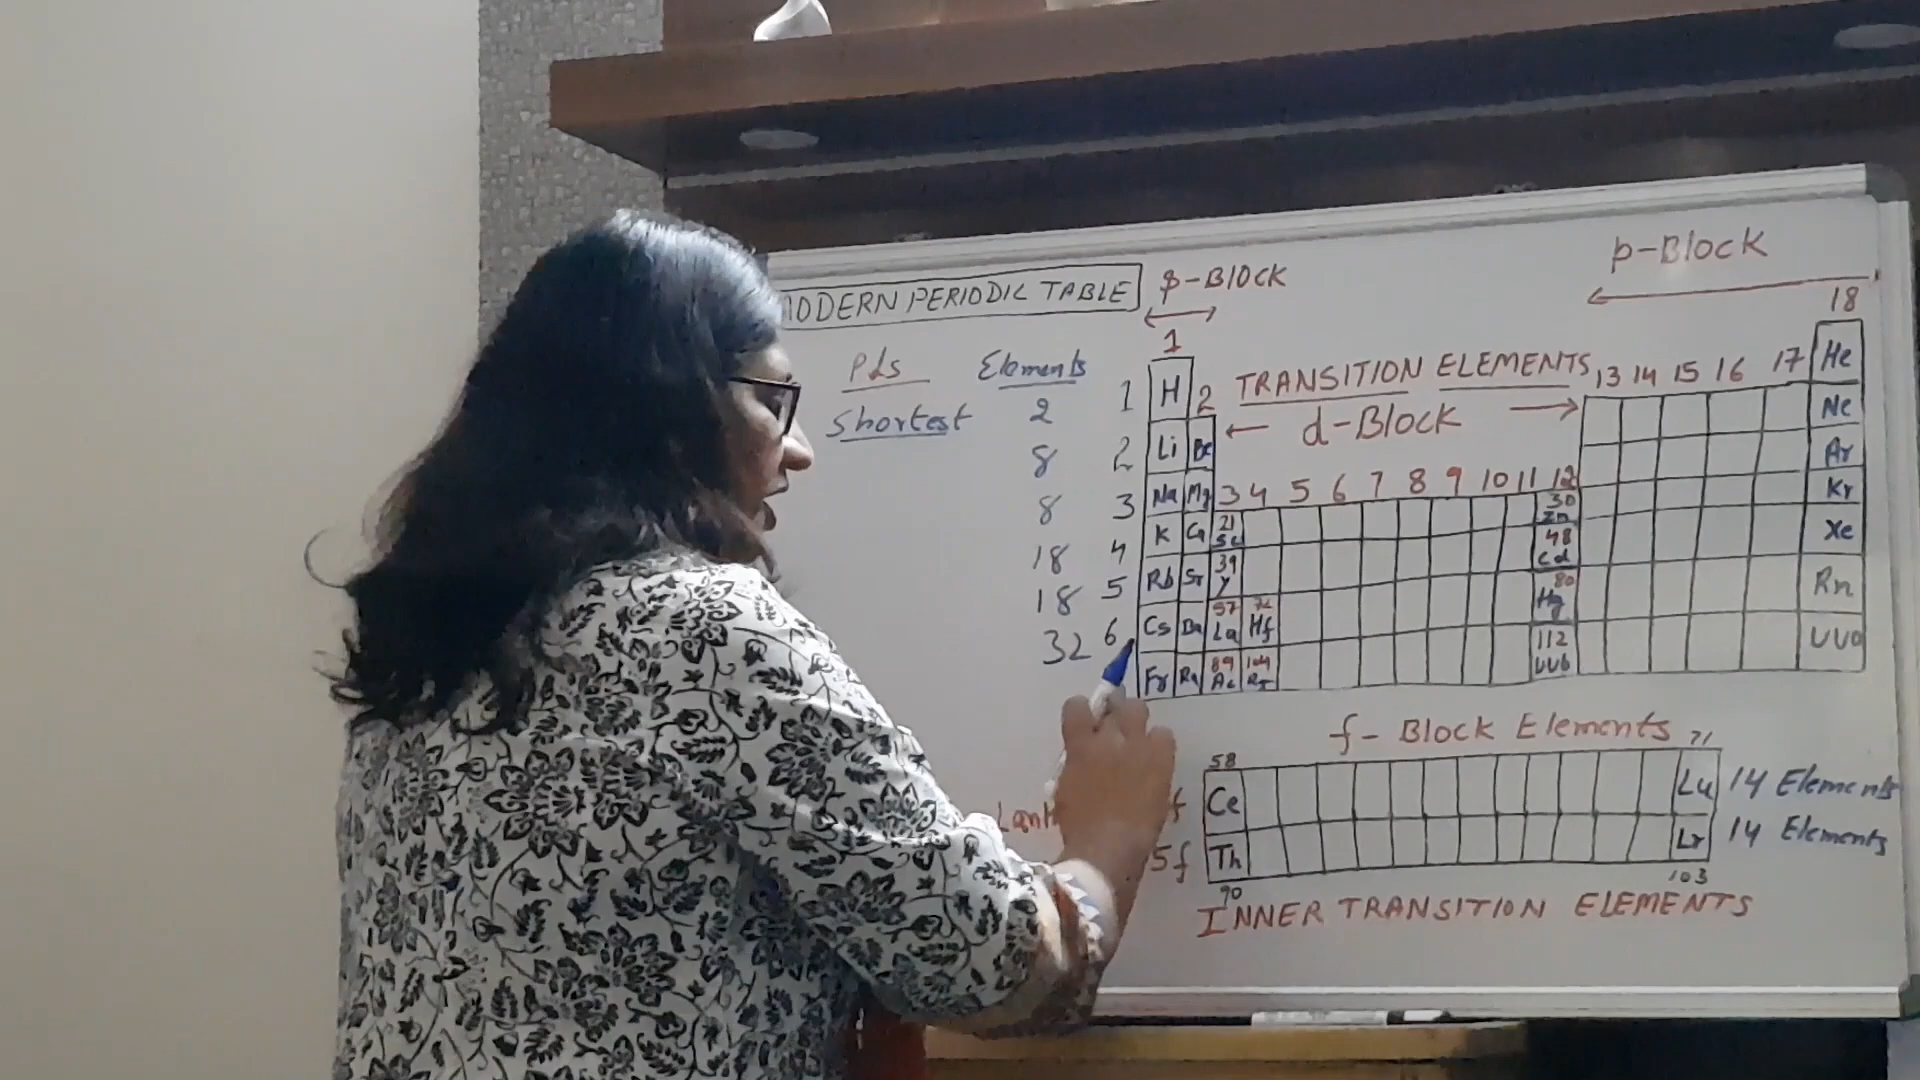 MODERN PERIODIC TABLE
s-BLOCK
p-BLOCK
18
Pds Elements
1
1 H 2
TRANSITION ELEMENTS
13 14 15 16 17 He
Shortest 2
← d-BLOCK →
Ne
8 2 Li Be
Ar
8 3 Na Mg 3 4 5 6 7 8 9 10 11 12
Kr
18 4 K Ca 21 Sc 30 Zn
Xe
18 5 Rb Sr 39 Y 48 Cd
Rn
32 6 Cs Ba 57 La 72 Hf 80 Hg
UUO
Fr Ra 89 Ac 104 112 UUb
f-Block Elements
58 71
Lant f Ce Lu 14 Elements
5f Th Lr 14 Elements
90 103
INNER TRANSITION ELEMENTS